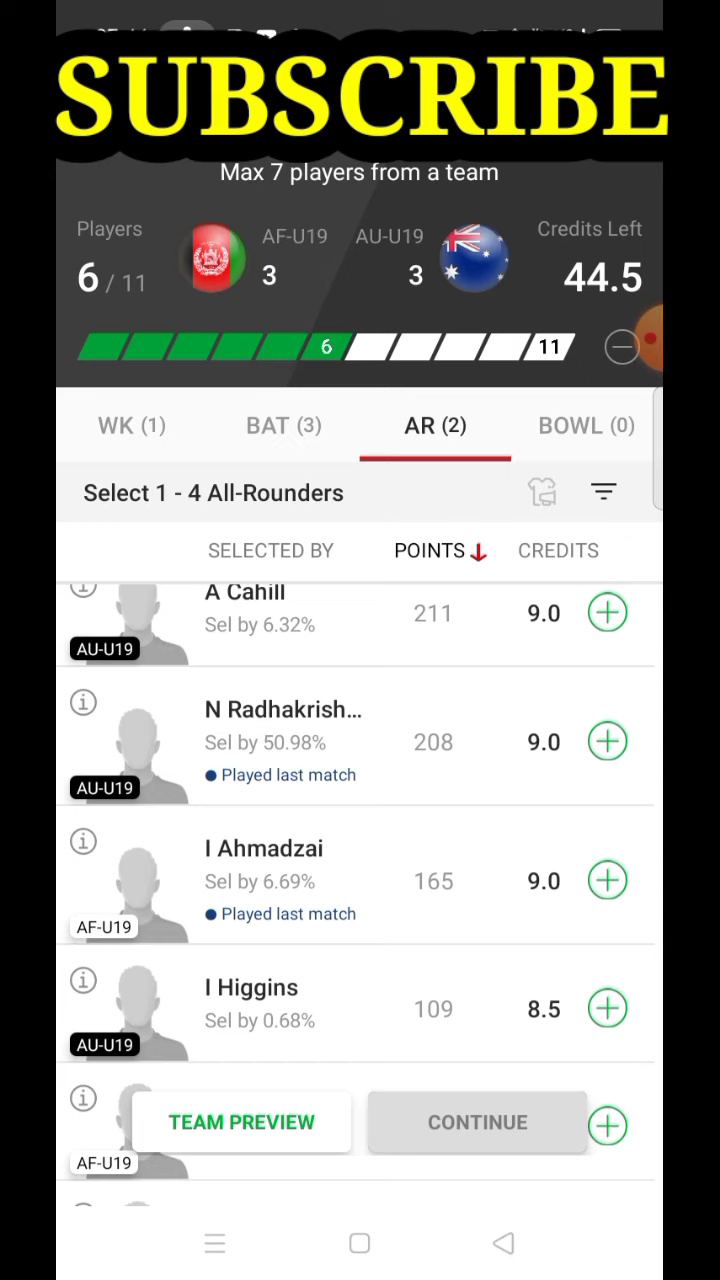 SUBSCRIBE
Max 7 players from a team
Players AF-U19 AU-U19 Credits Left
6 / 11 3 3 44.5
6 11
WK (1) BAT (3) AR (2) BOWL (0)
Select 1 - 4 All-Rounders
SELECTED BY POINTS CREDITS
A Cahill
211 9.0
Sel by 6.32%
AU-U19
N Radhakrish...
Sel by 50.98% 208 9.0
Played last match
AU-U19
I Ahmadzai
Sel by 6.69% 165 9.0
Played last match
AF-U19
I Higgins
Sel by 0.68% 109 8.5
AU-U19
TEAM PREVIEW CONTINUE
AF-U19